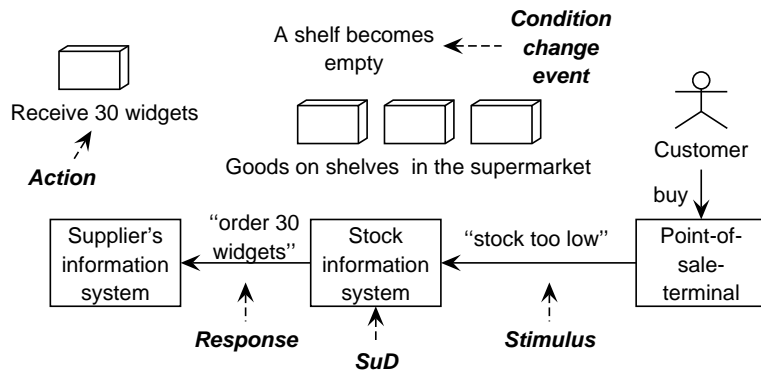 A shelf becomes
empty
Condition
change
event
Receive 30 widgets
Action
Goods on shelves in the supermarket
Customer
buy
Supplier's
information
system
‘‘order 30
widgets’’
Stock
information
system
‘‘stock too low’’
Point-of-
sale-
terminal
Response
SuD
Stimulus